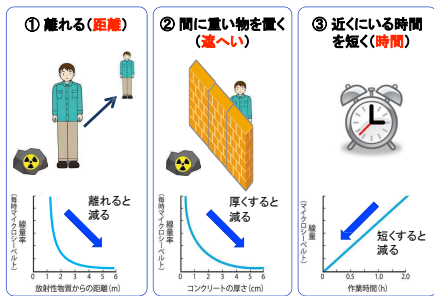 ① 離れる(距離)
離れると
減る
線量率
(毎時マイクロシーベルト)
0 1 2 3 4 5 6
放射性物質からの距離(m)
② 間に重い物を置く
(遮へい)
厚くすると
減る
線量率
(毎時マイクロシーベルト)
0 1 2 3 4 5 6
コンクリートの厚さ(cm)
③ 近くにいる時間
を短く(時間)
短くすると
減る
線量
(マイクロシーベルト)
0 0.5 1.0 2.0
作業時間(h)